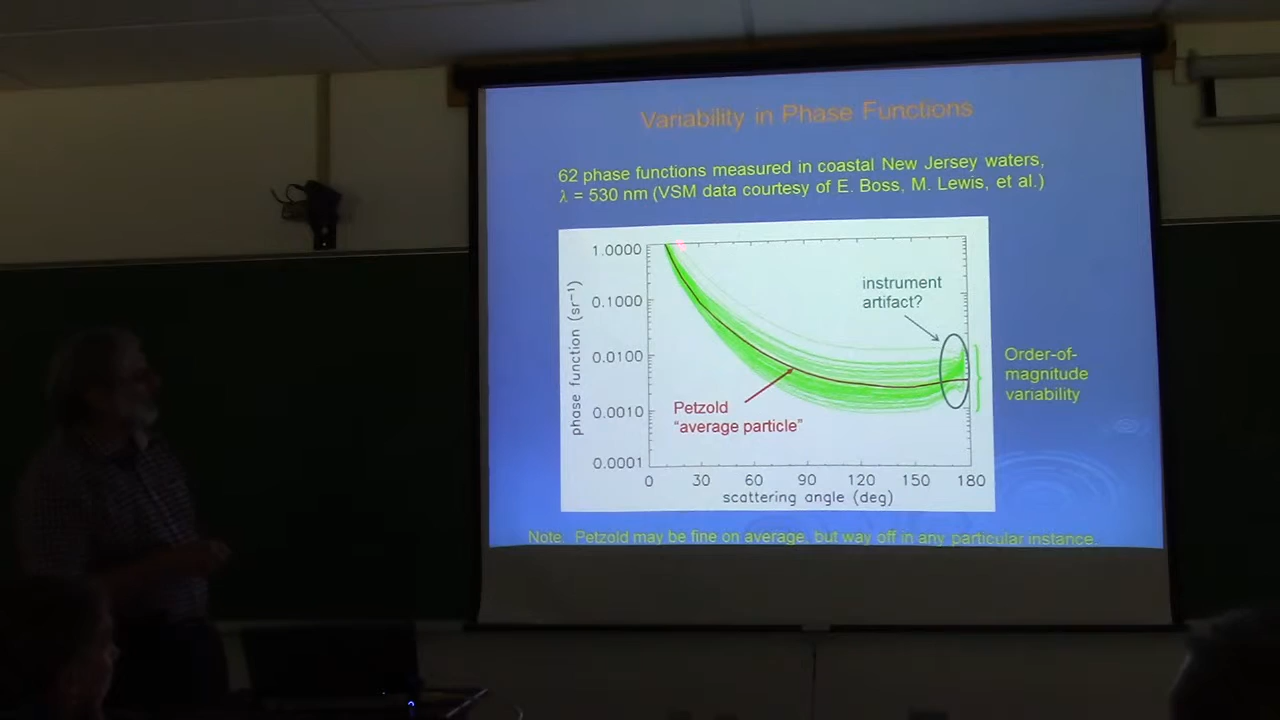 Variability in Phase Functions
62 phase functions measured in coastal New Jersey waters,
λ = 530 nm (VSM data courtesy of E. Boss, M. Lewis, et al.)
1.0000
0.1000
0.0100
0.0010
0.0001
phase function (sr⁻¹)
instrument
artifact?
Order-of-
magnitude
variability
Petzold
“average particle”
0 30 60 90 120 150 180
scattering angle (deg)
Note. Petzold may be fine on average, but way off in any particular instance.